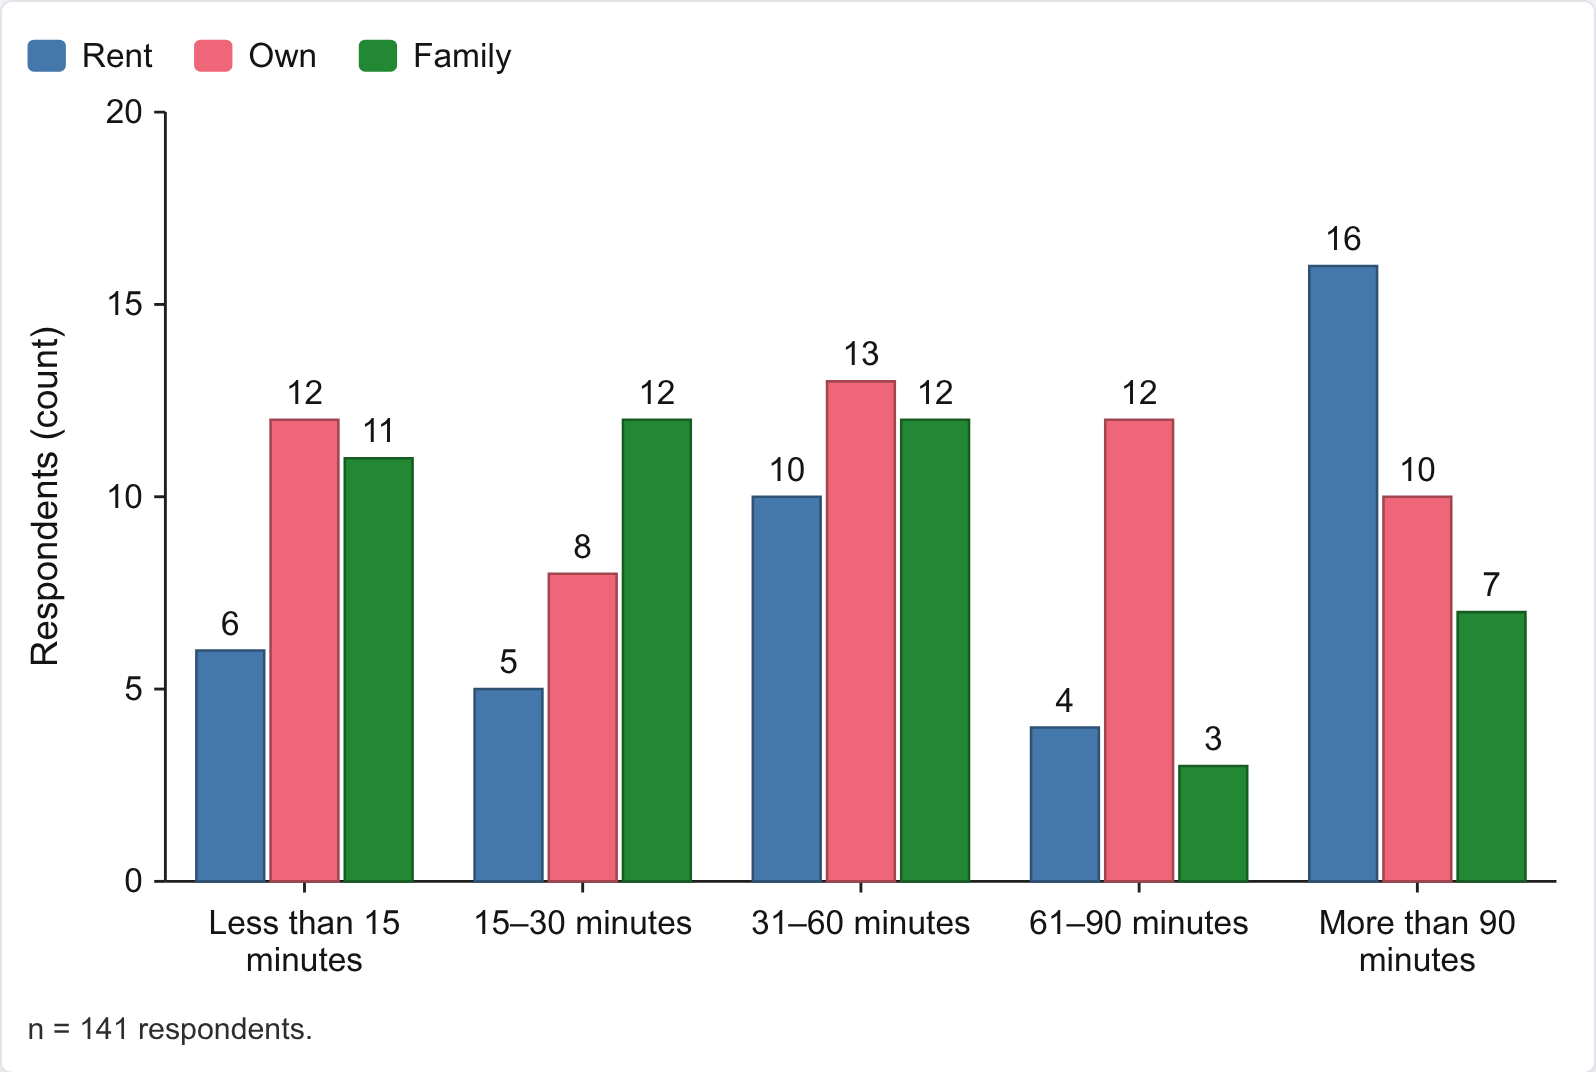 Rent Own Family
20
15
10
5
0
Respondents (count)
6 12 11
5 8 12
10 13 12
4 12 3
16 10 7
Less than 15
minutes
15–30 minutes
31–60 minutes
61–90 minutes
More than 90
minutes
n = 141 respondents.